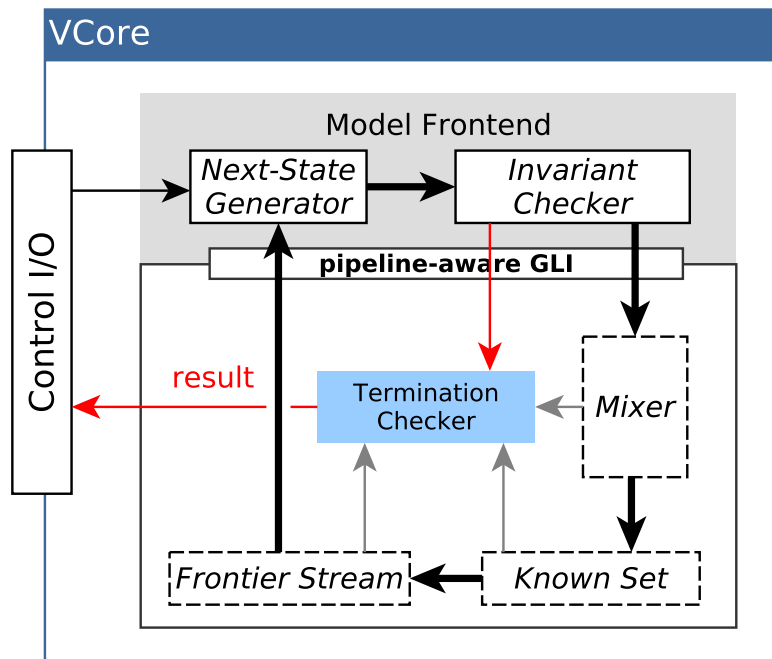 VCore
Model Frontend
Next-State
Generator
Invariant
Checker
pipeline-aware GLI
Control I/O
result
Termination
Checker
Mixer
Frontier Stream
Known Set